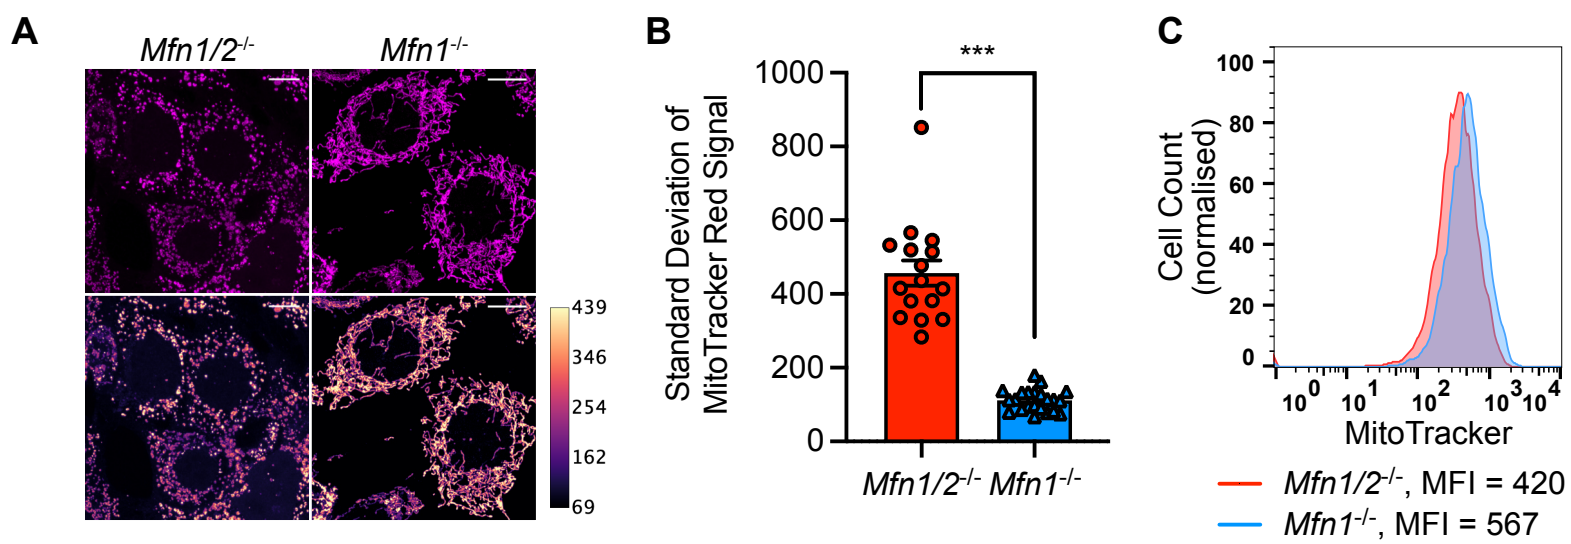 A
Mfn1/2-/-
Mfn1-/-
439
346
254
162
69
B
Standard Deviation of
MitoTracker Red Signal
1000
800
600
400
200
0
***
Mfn1/2-/- Mfn1-/-
C
Cell Count
(normalised)
100
80
60
40
20
0
10^0 10^1 10^2 10^3 10^4
MitoTracker
Mfn1/2-/-, MFI = 420
Mfn1-/-, MFI = 567